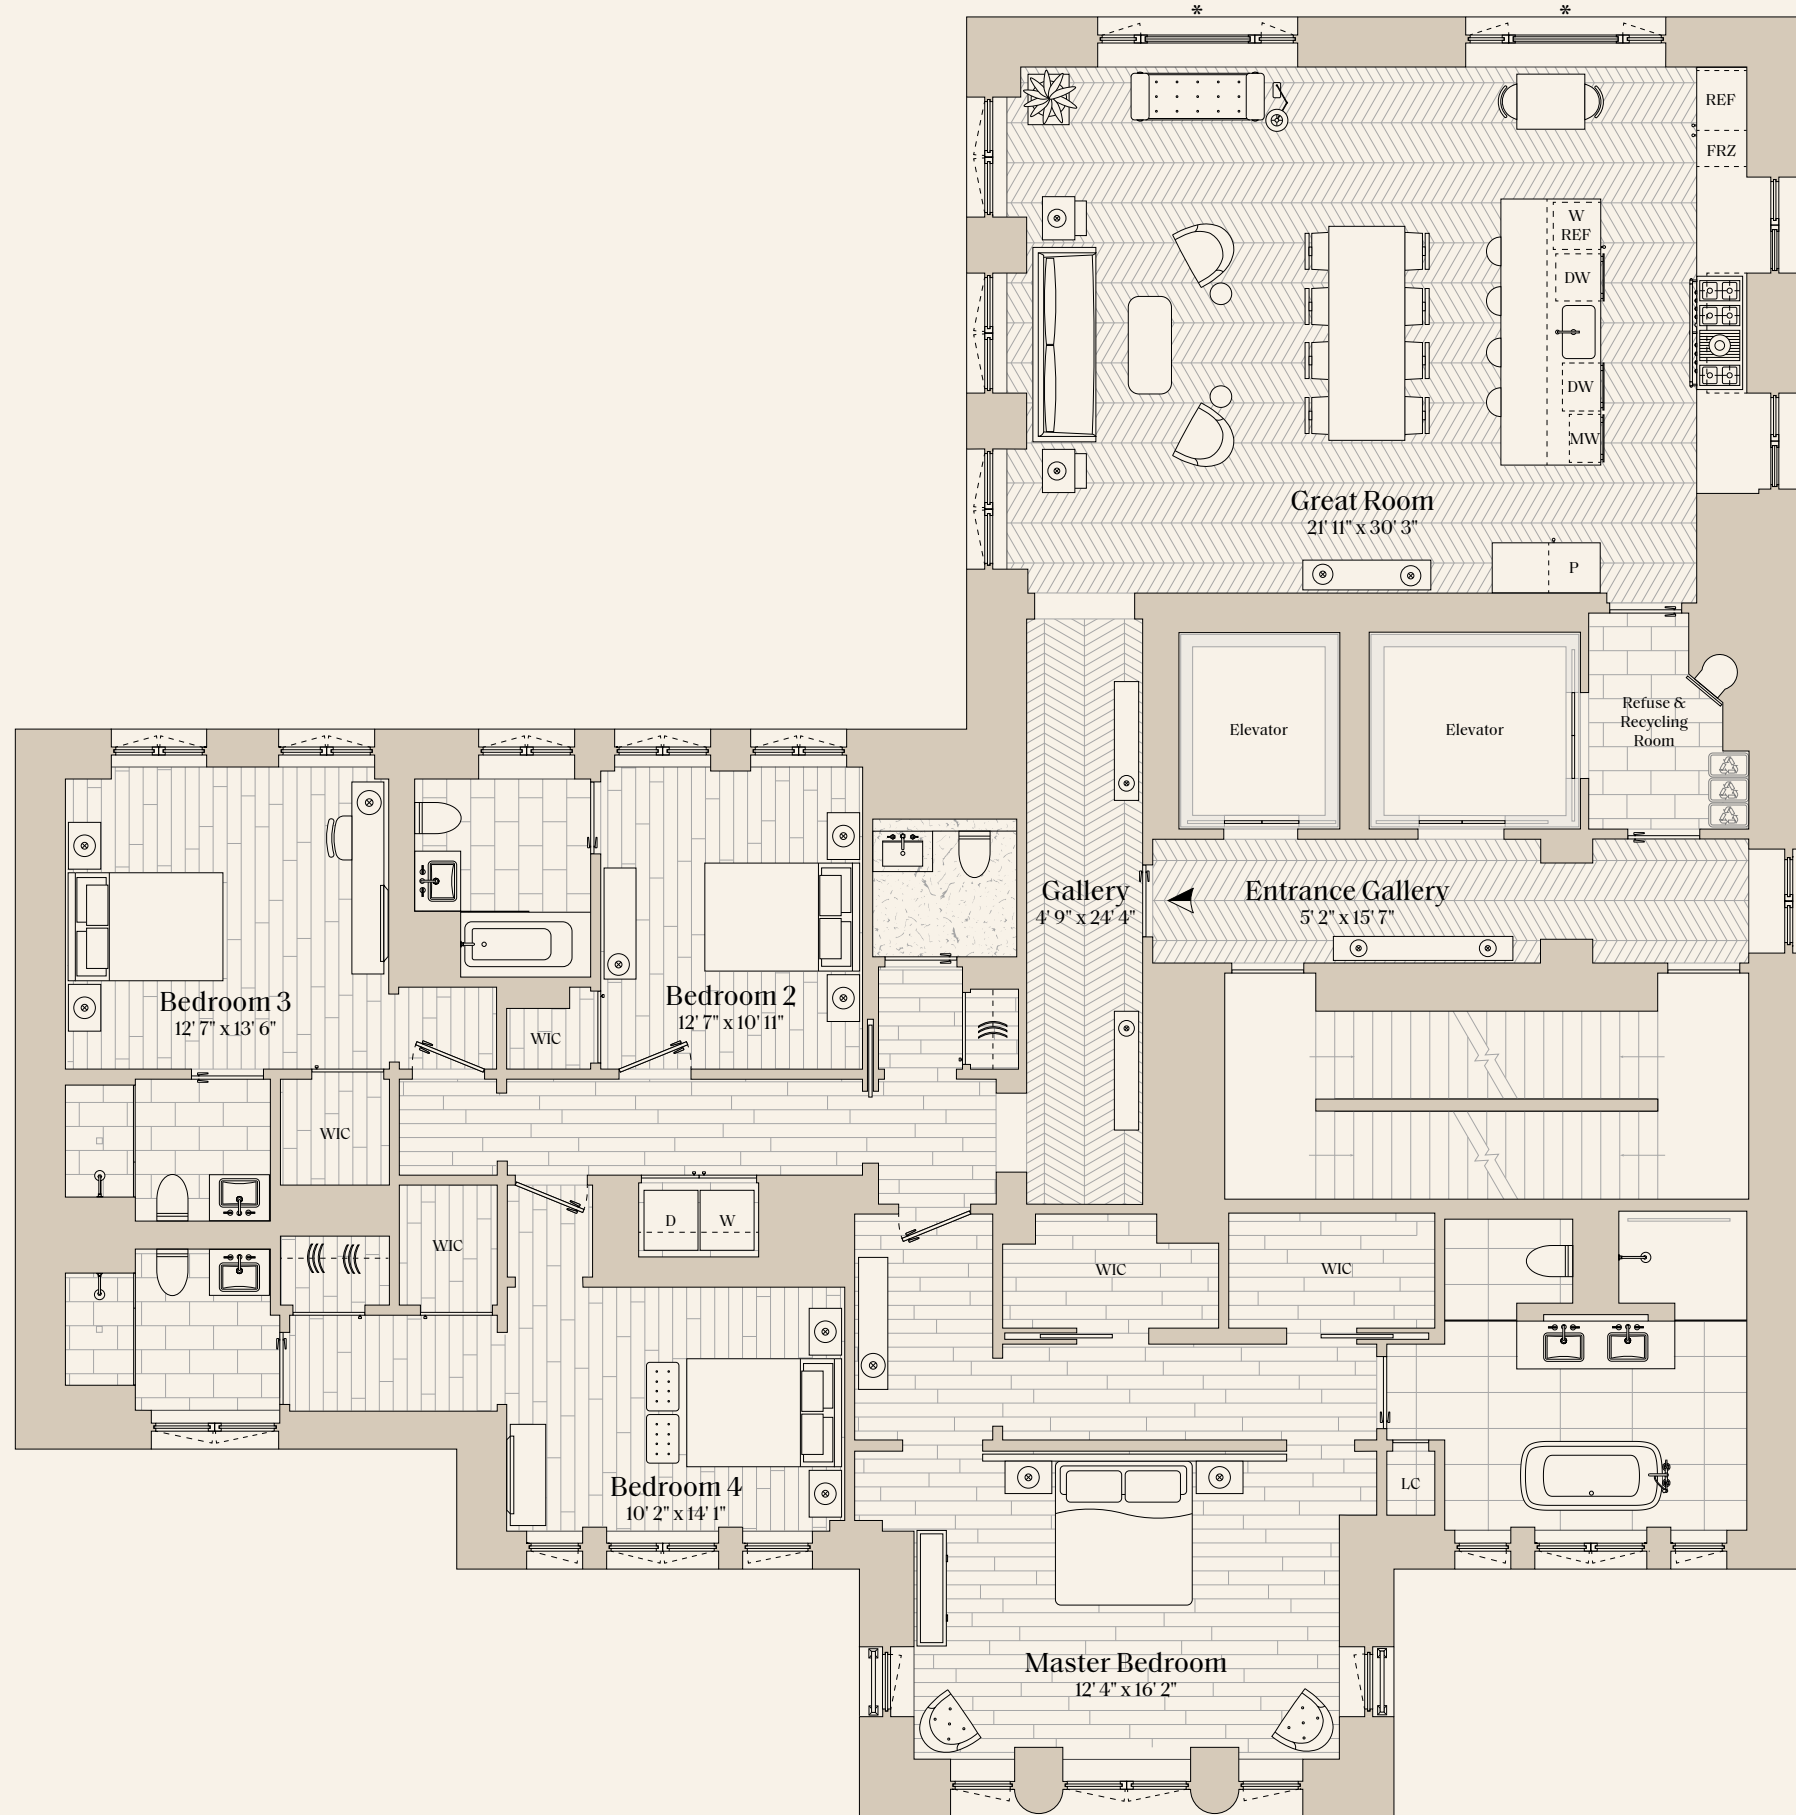 *
*
REF
FRZ
W
REF
DW
DW
MW
Great Room
21' 11" x 30' 3"
P
Elevator
Elevator
Refuse &
Recycling
Room
Gallery
4' 9" x 24' 4"
Entrance Gallery
5' 2" x 15' 7"
Bedroom 3
12' 7" x 13' 6"
Bedroom 2
12' 7" x 10' 11"
WIC
WIC
D
W
WIC
WIC
WIC
Bedroom 4
10' 2" x 14' 1"
LC
Master Bedroom
12' 4" x 16' 2"